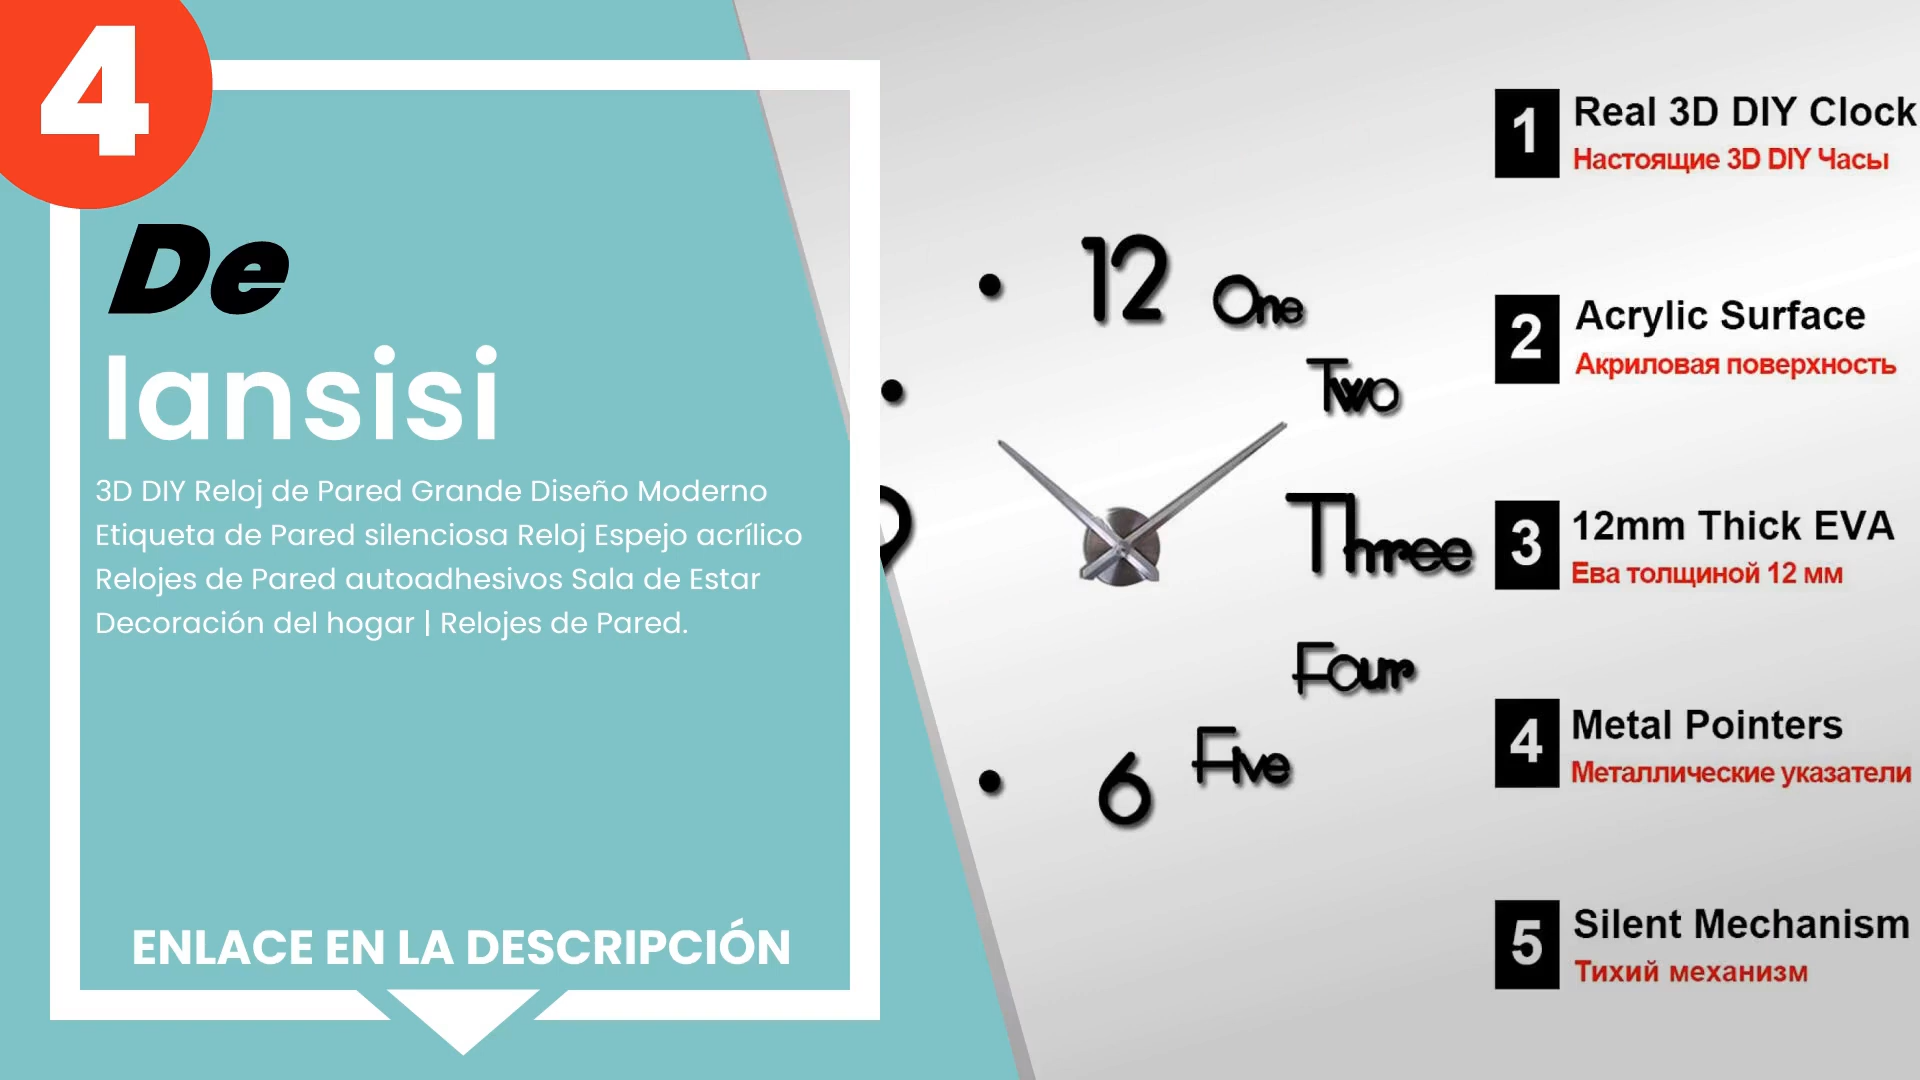 4
De
lansisi
3D DIY Reloj de Pared Grande Diseño Moderno
Etiqueta de Pared silenciosa Reloj Espejo acrílico
Relojes de Pared autoadhesivos Sala de Estar
Decoración del hogar | Relojes de Pared.
ENLACE EN LA DESCRIPCIÓN
12
One
Two
Three
Four
Five
6
1 Real 3D DIY Clock
Настоящие 3D DIY Часы
2 Acrylic Surface
Акриловая поверхность
3 12mm Thick EVA
Ева толщиной 12 мм
4 Metal Pointers
Металлические указатели
5 Silent Mechanism
Тихий механизм